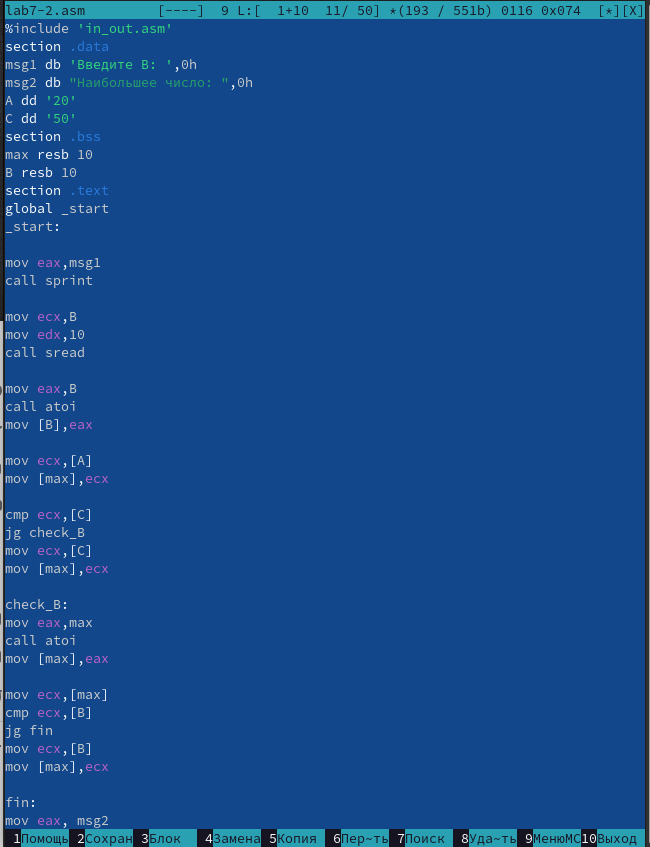 lab7-2.asm [----] 9 L:[ 1+10 11/ 50] *(193 / 551b) 0116 0x074 [*][X]
%include 'in_out.asm'
section .data
msg1 db 'Введите B: ',0h
msg2 db "Наибольшее число: ",0h
A dd '20'
C dd '50'
section .bss
max resb 10
B resb 10
section .text
global _start
_start:
mov eax,msg1
call sprint
mov ecx,B
mov edx,10
call sread
mov eax,B
call atoi
mov [B],eax
mov ecx,[A]
mov [max],ecx
cmp ecx,[C]
jg check_B
mov ecx,[C]
mov [max],ecx
check_B:
mov eax,max
call atoi
mov [max],eax
mov ecx,[max]
cmp ecx,[B]
jg fin
mov ecx,[B]
mov [max],ecx
fin:
mov eax, msg2
1Помощь 2Сохран 3Блок 4Замена 5Копия 6Пер~ть 7Поиск 8Уда~ть 9МенюМС 10Выход